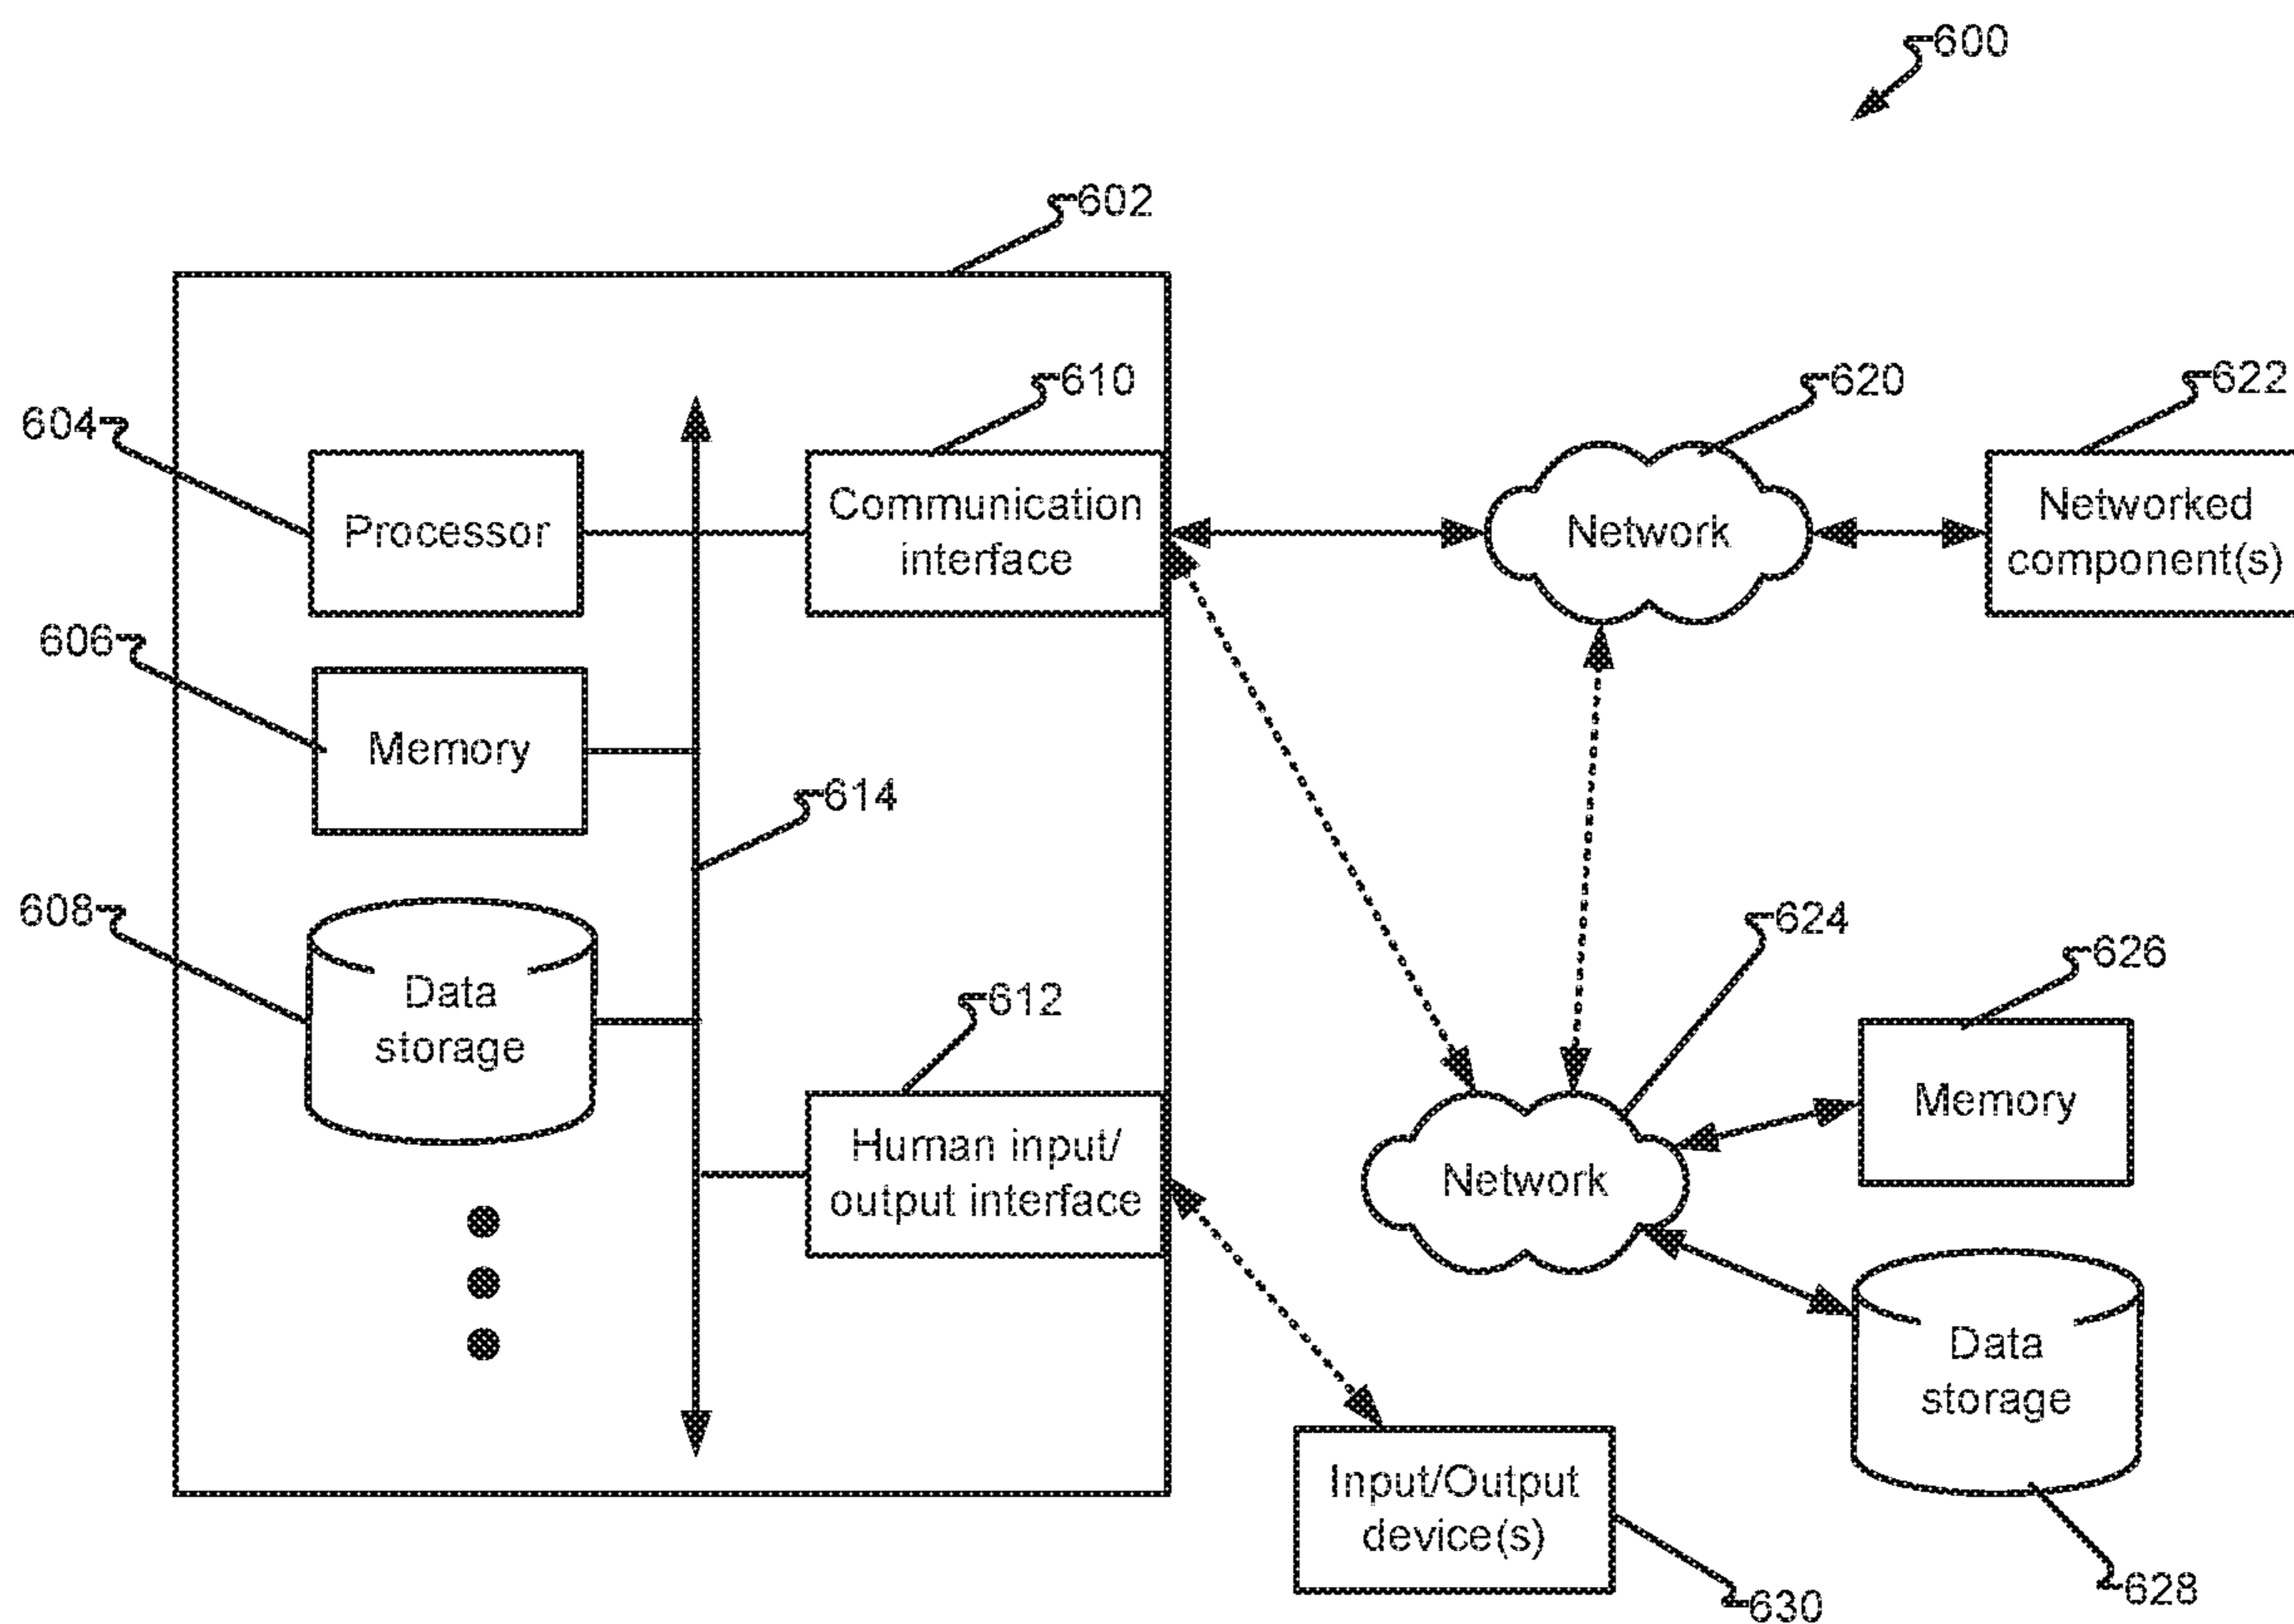 600
602
610
620
622
604
Processor
Communication
interface
Network
Networked
component(s)
606
Memory
614
608
Data
storage
612
624
626
Human input/
output interface
Network
Memory
Data
storage
Input/Output
device(s)
628
630